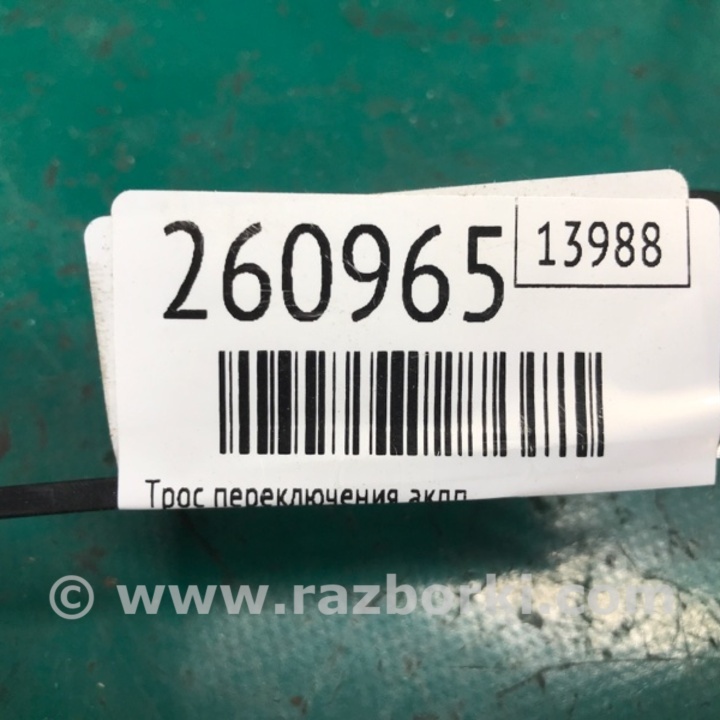 260965
13988
Трос переключения акпп
© www.razborki.com